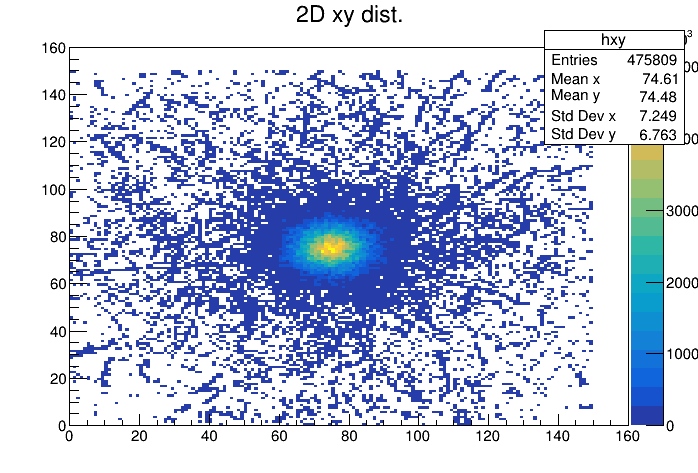 2D xy dist.
hxy
Entries 475809
Mean x 74.61
Mean y 74.48
Std Dev x 7.249
Std Dev y 6.763
160
140
120
100
80
60
40
20
0
0 20 40 60 80 100 120 140 160
3000
2000
1000
0